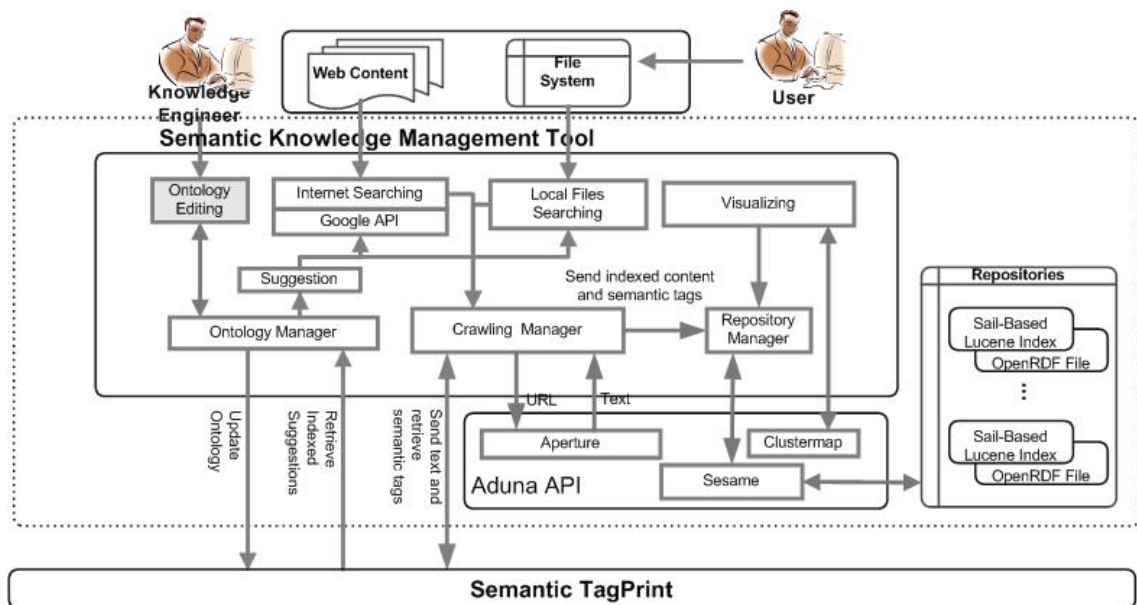 Web Content
File
System
Knowledge
Engineer
User
Semantic Knowledge Management Tool
Ontology
Editing
Internet Searching
Google API
Local Files
Searching
Visualizing
Suggestion
Send indexed content
and semantic tags
Ontology Manager
Crawling Manager
Repository
Manager
Repositories
Sail-Based
Lucene Index
OpenRDF File
...
Sail-Based
Lucene Index
OpenRDF File
Update
Ontology
Retrieve
Indexed
Suggestions
Send text and
retrieve
semantic tags
URL
Text
Aperture
Clustermap
Sesame
Aduna API
Semantic TagPrint